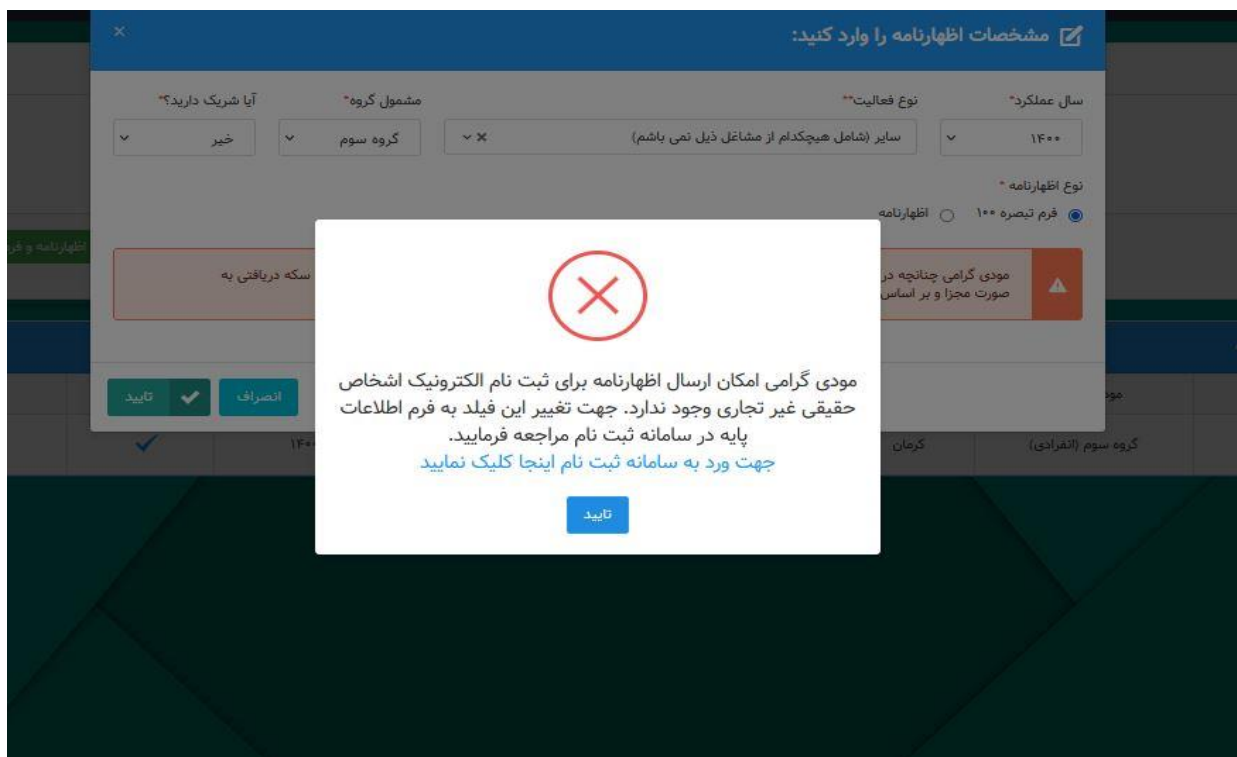 مشخصات اظهارنامه را وارد کنید:
×
سال عملکرد*
نوع فعالیت**
مشمول گروه*
آیا شریک دارید؟*
۱۴۰۰
سایر (شامل هیچکدام از مشاغل ذیل نمی باشم)
گروه سوم
خیر
نوع اظهارنامه *
فرم تبصره ۱۰۰
اظهارنامه
اظهارنامه و
مودی گرامی چنانچه در
سکه دریافتی به
صورت مجزا و بر اساس
مودی گرامی امکان ارسال اظهارنامه برای ثبت نام الکترونیک اشخاص
حقیقی غیر تجاری وجود ندارد. جهت تغییر این فیلد به فرم اطلاعات
پایه در سامانه ثبت نام مراجعه فرمایید.
جهت ورد به سامانه ثبت نام اینجا کلیک نمایید
تایید
انصراف
تایید
گروه سوم (انفرادی)
کرمان